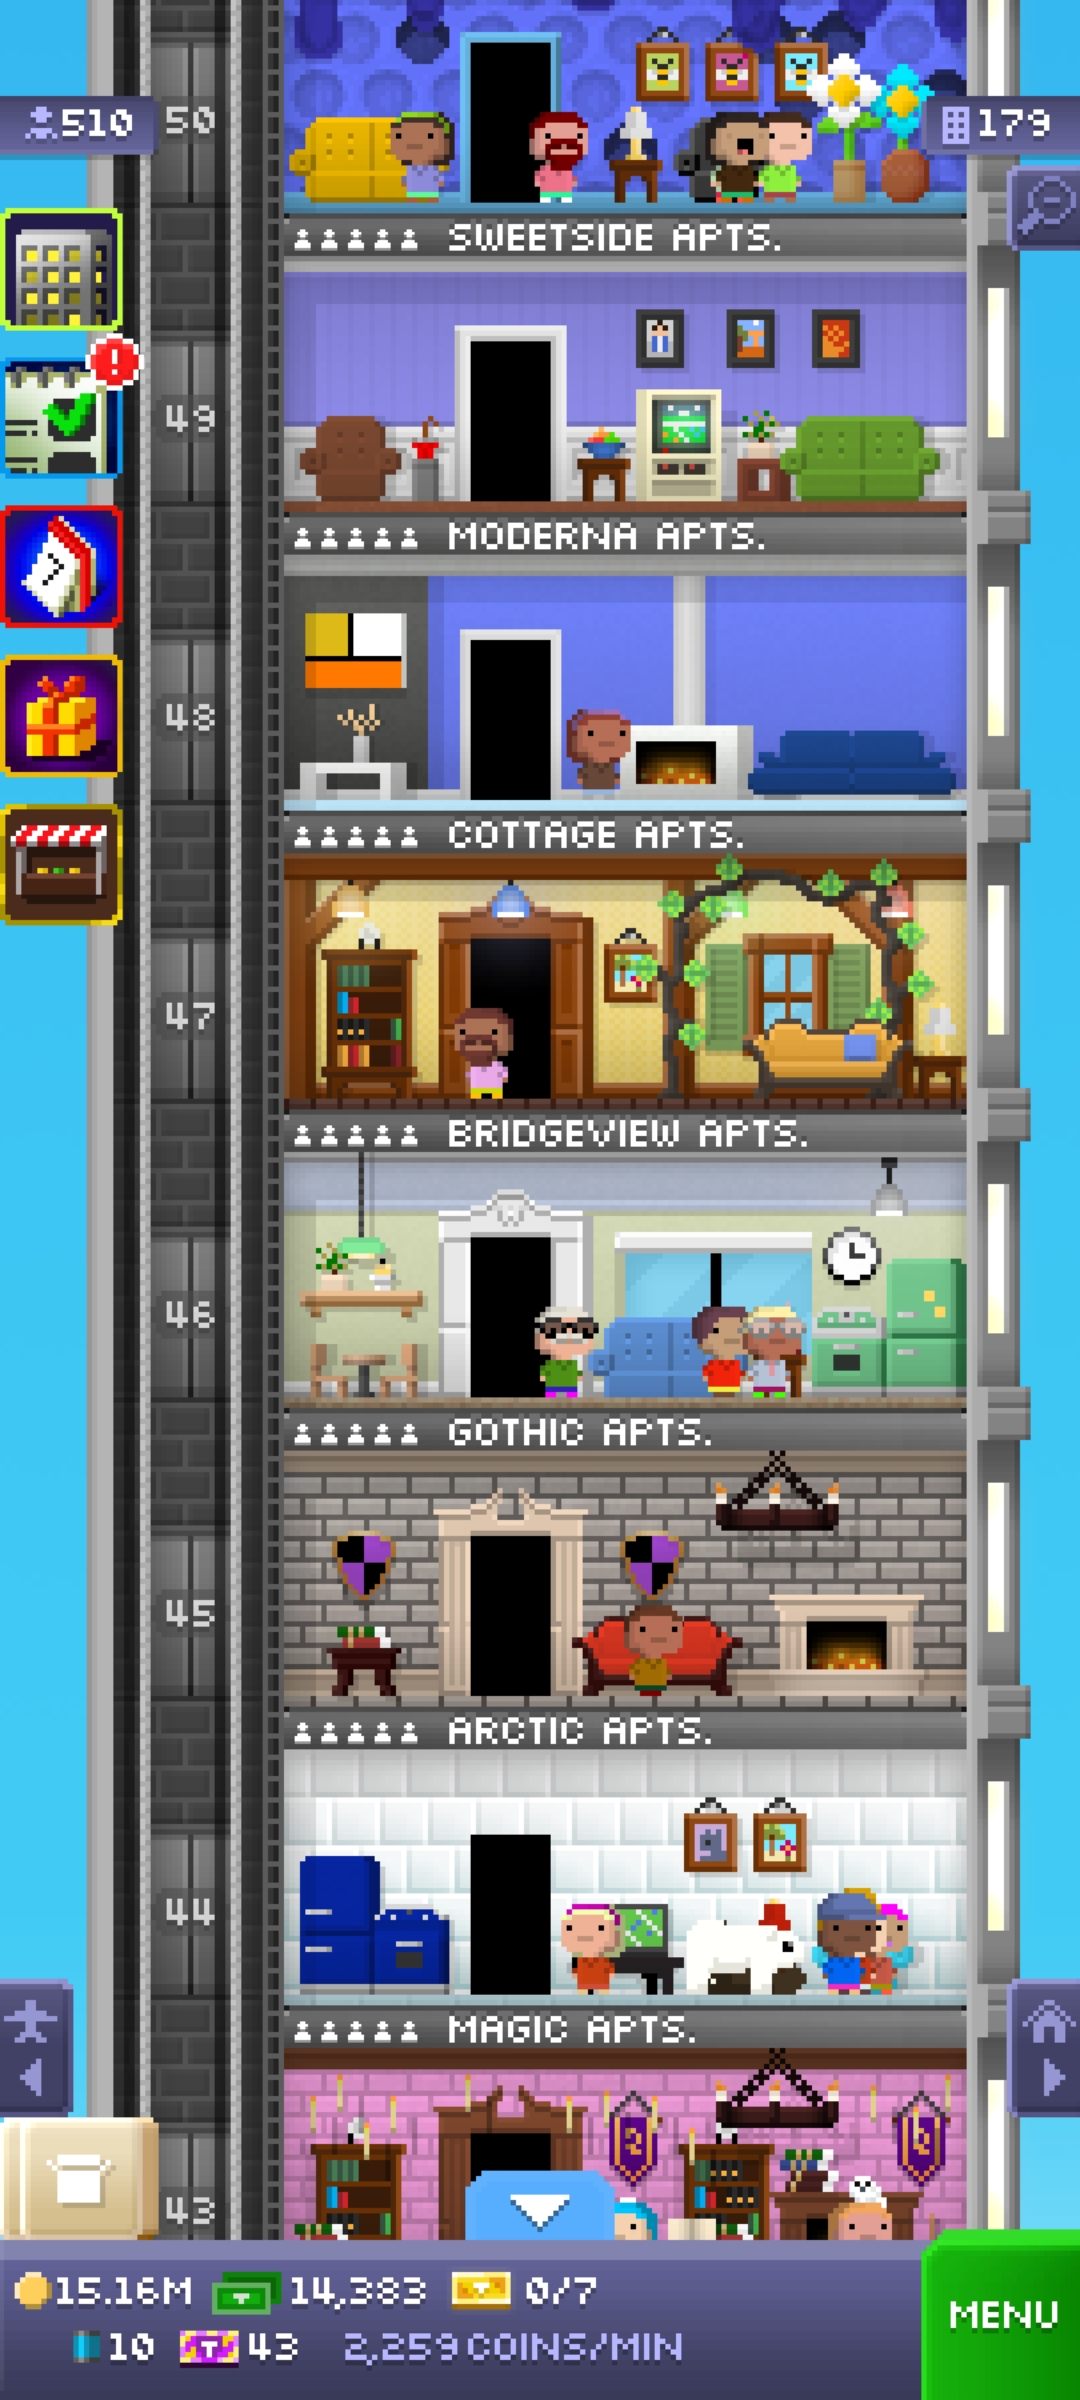 510
50
179
SWEETSIDE APTS.
49
MODERNA APTS.
7
48
COTTAGE APTS.
47
BRIDGEVIEW APTS.
46
GOTHIC APTS.
45
ARCTIC APTS.
44
MAGIC APTS.
43
15.16M 14,383 0/7
MENU
10 T 43 2,259 COINS/MIN